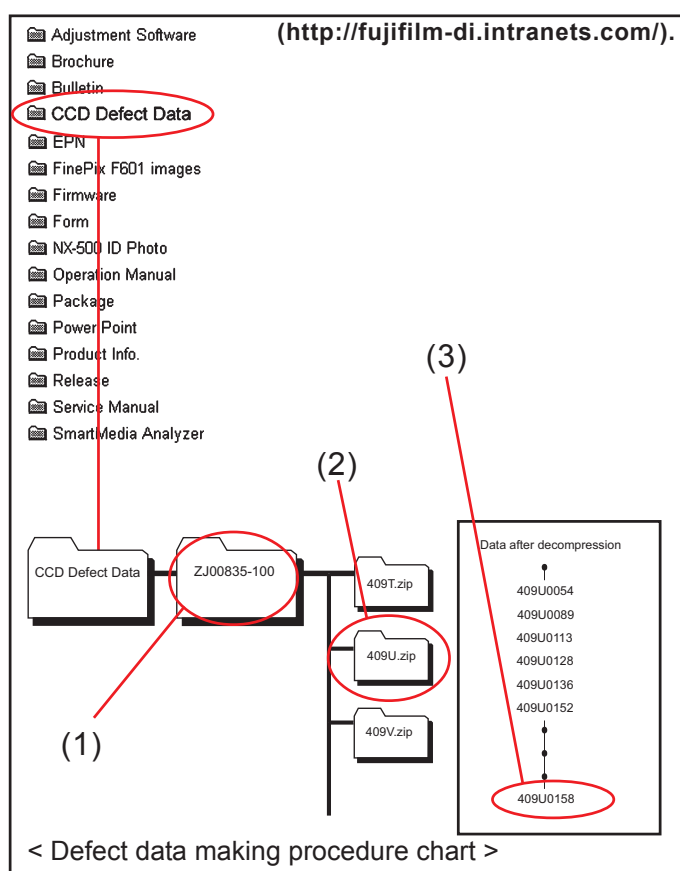 (http://fujifilm-di.intranets.com/).
Adjustment Software
Brochure
Bulletin
CCD Defect Data
EPN
FinePix F601 images
Firmware
Form
NX-500 ID Photo
Operation Manual
Package
Power Point
Product Info.
Release
Service Manual
SmartMedia Analyzer
(3)
(2)
CCD Defect Data
ZJ00835-100
409T.zip
409U.zip
409V.zip
(1)
Data after decompression
409U0054
409U0089
409U0113
409U0128
409U0136
409U0152
409U0158
< Defect data making procedure chart >